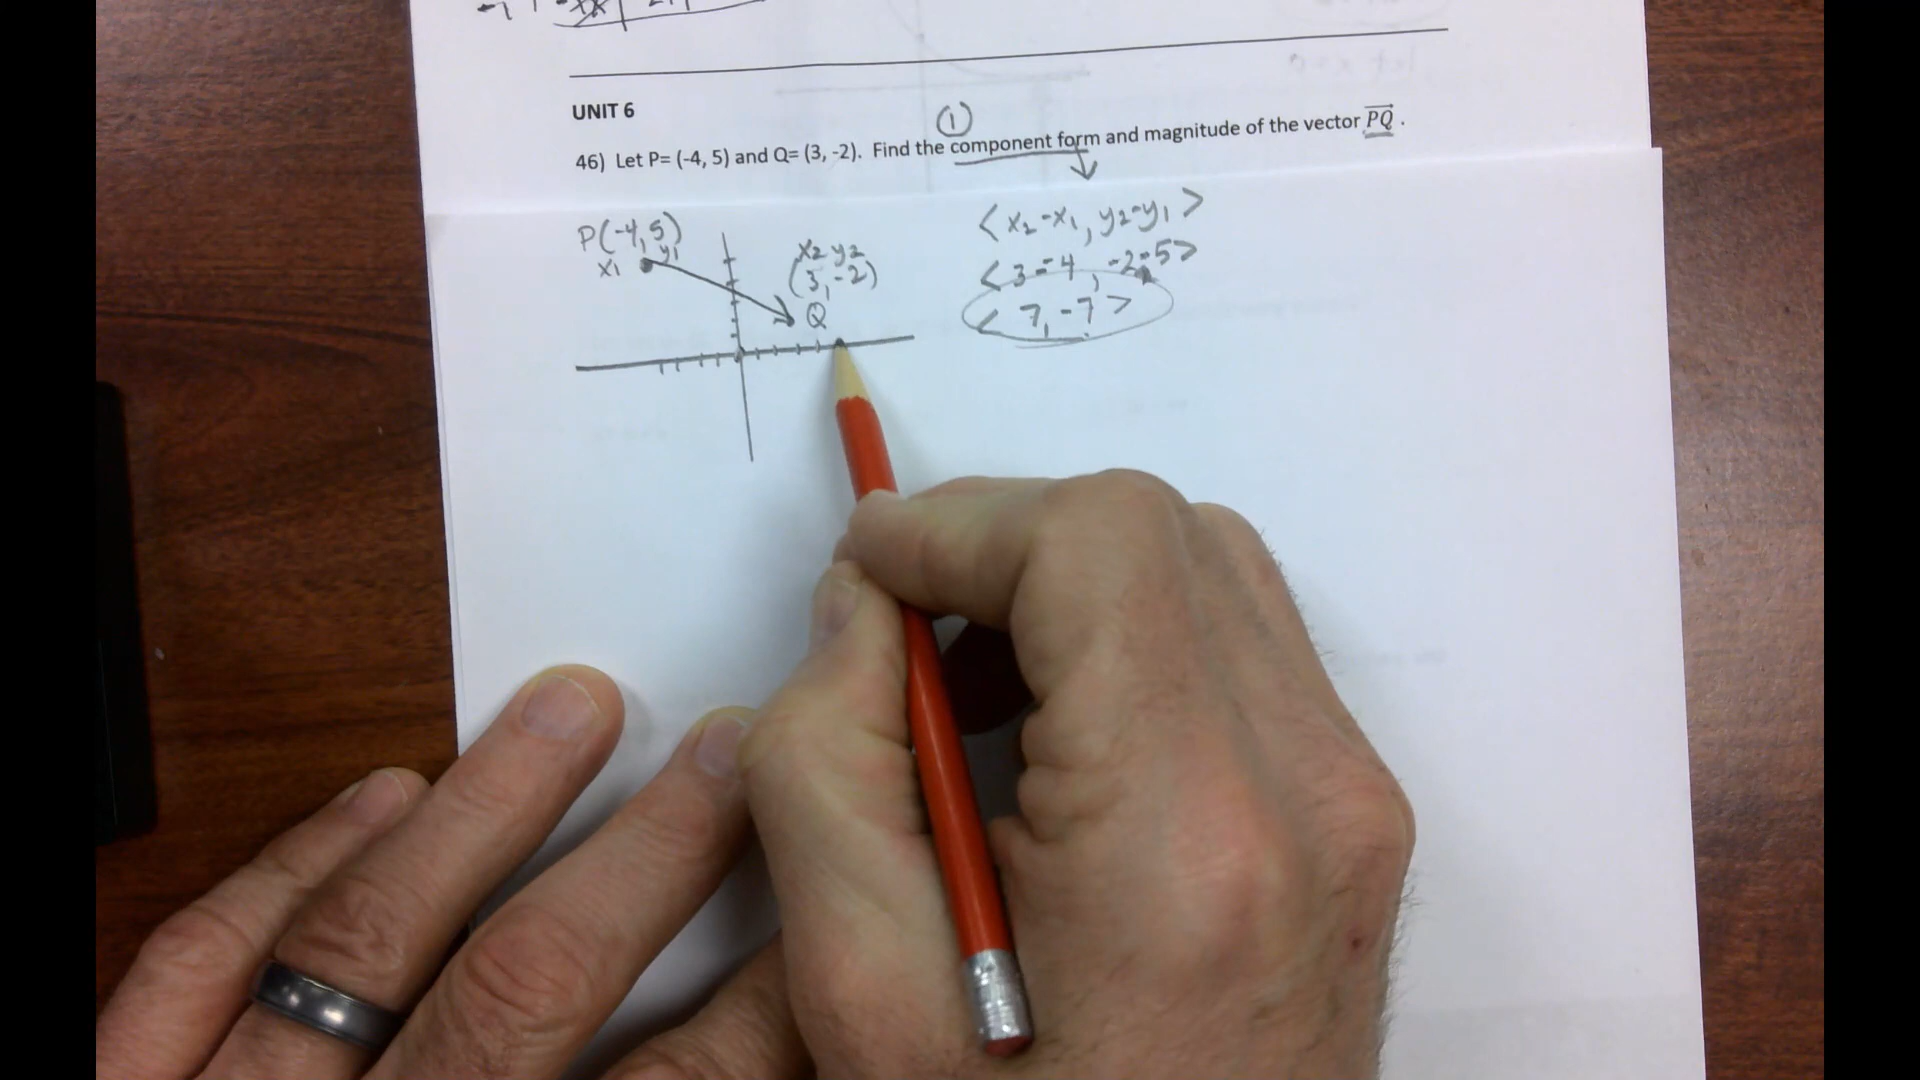 UNIT 6
①
46) Let P= (-4, 5) and Q= (3, -2). Find the component form and magnitude of the vector PQ .
P(-4, 5)
x1 y1
x2 y2
(3, -2)
Q
< x2-x1, y2-y1 >
< 3--4, -2-5 >
< 7, -7 >